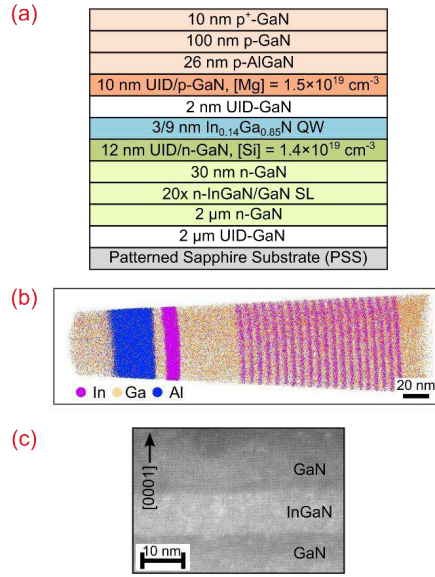 (a)
10 nm p⁺-GaN
100 nm p-GaN
26 nm p-AlGaN
10 nm UID/p-GaN, [Mg] = 1.5×10¹⁹ cm⁻³
2 nm UID-GaN
3/9 nm In₀.₁₄Ga₀.₈₅N QW
12 nm UID/n-GaN, [Si] = 1.4×10¹⁹ cm⁻³
30 nm n-GaN
20x n-InGaN/GaN SL
2 µm n-GaN
2 µm UID-GaN
Patterned Sapphire Substrate (PSS)
(b)
In Ga Al
20 nm
(c)
[0001]
GaN
InGaN
GaN
10 nm